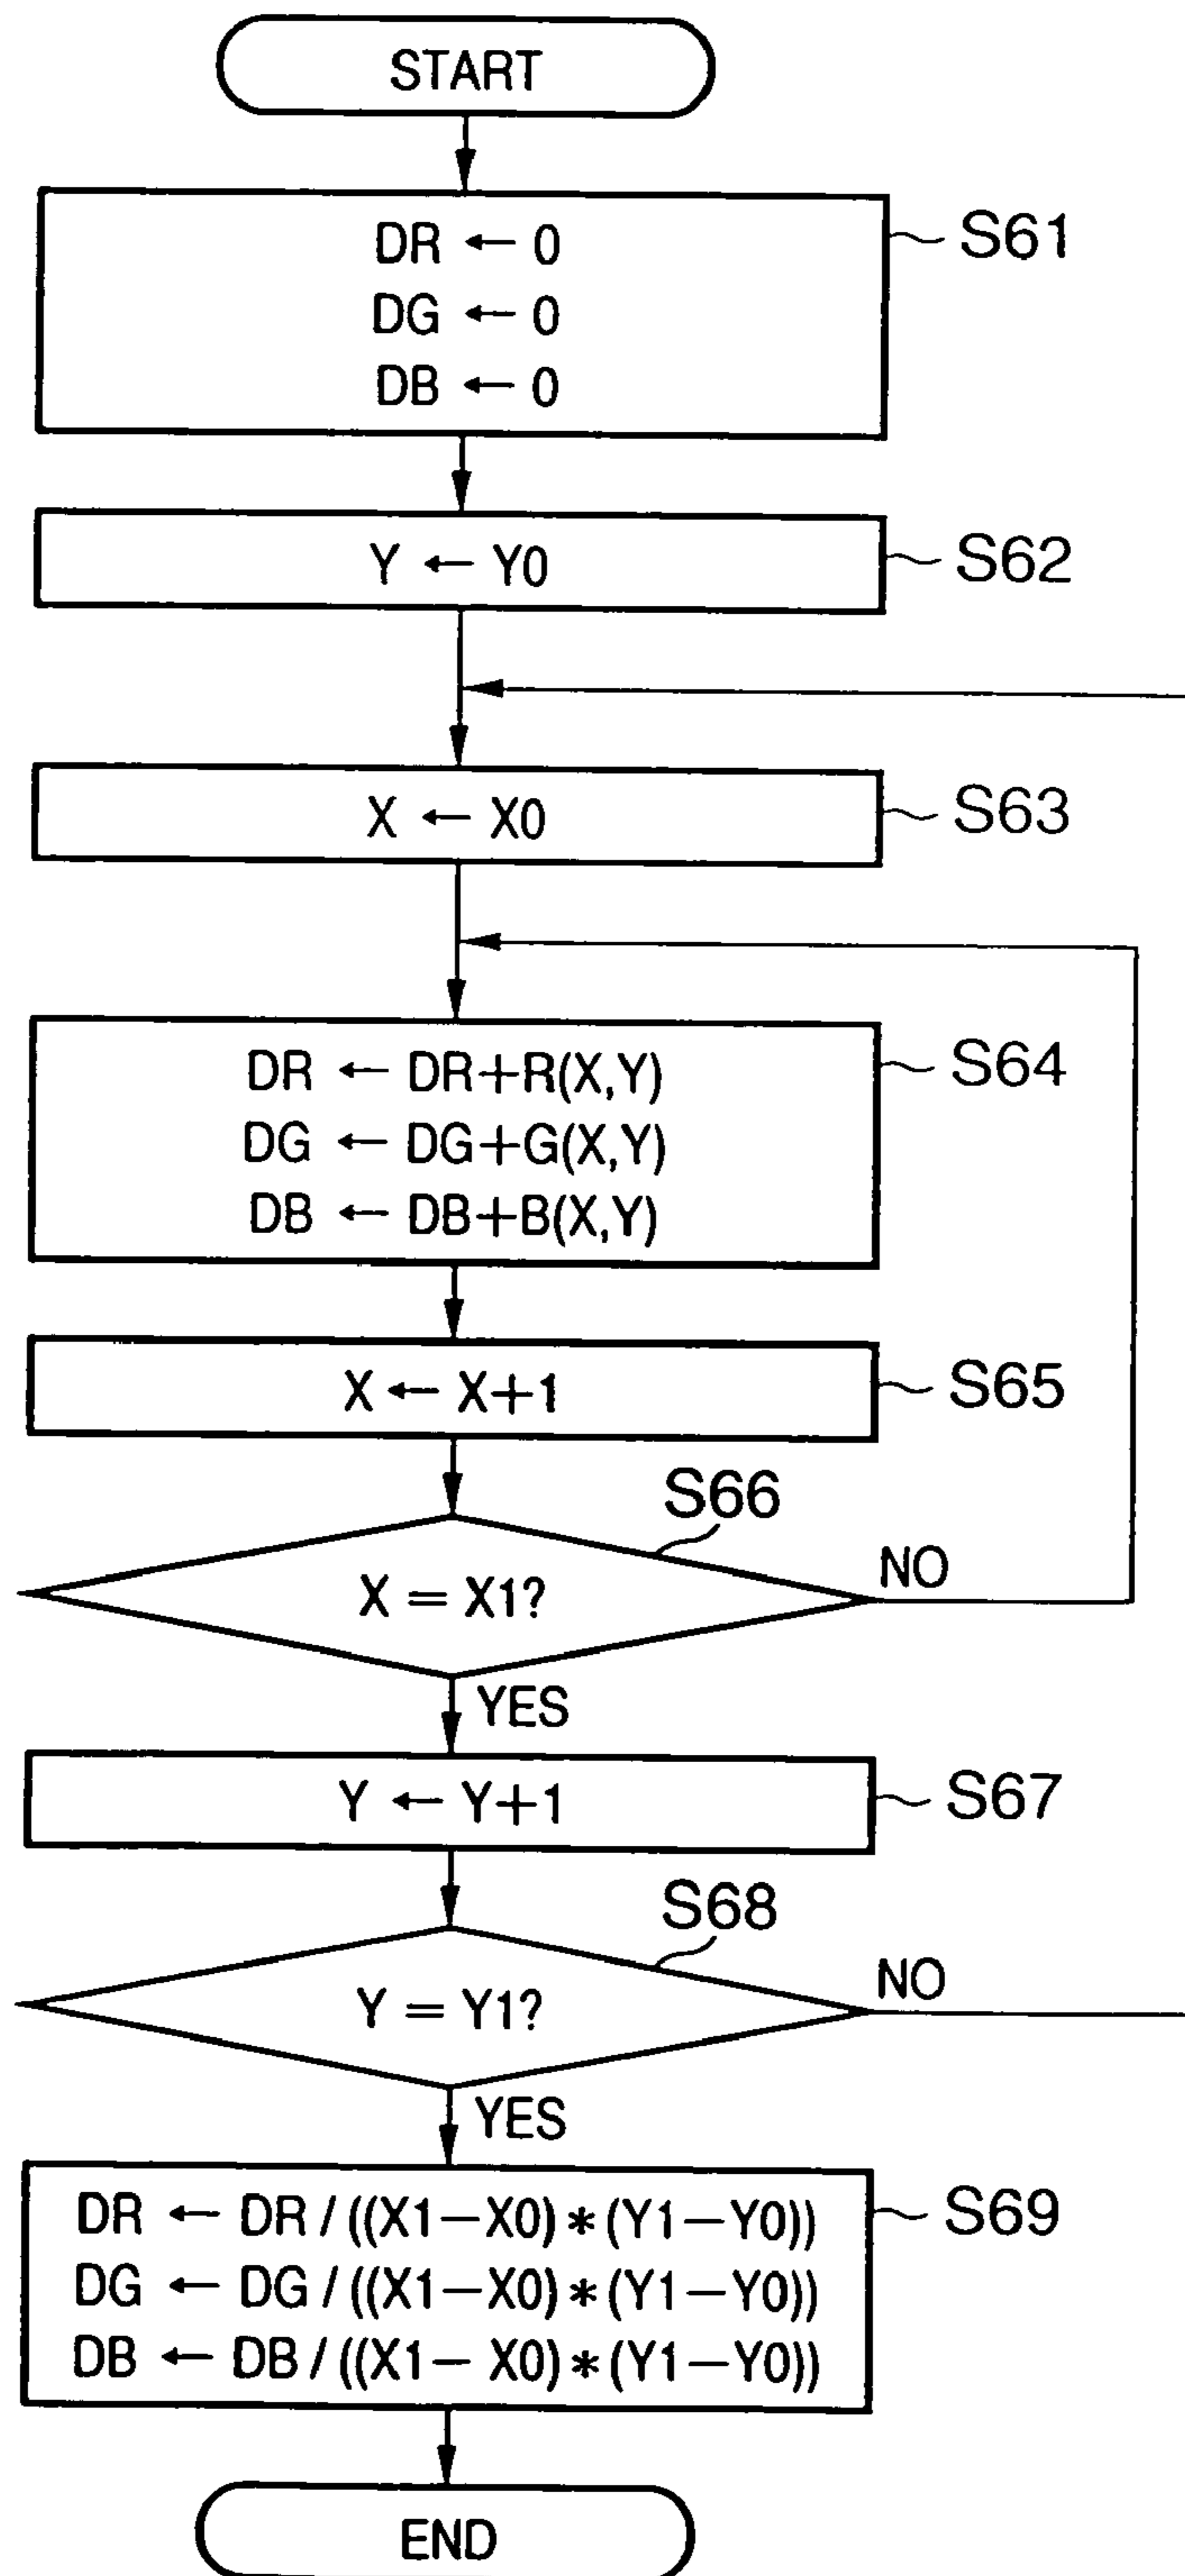 START
DR ← 0
DG ← 0
DB ← 0
S61
Y ← Y0
S62
X ← X0
S63
DR ← DR+R(X,Y)
DG ← DG+G(X,Y)
DB ← DB+B(X,Y)
S64
X ← X+1
S65
S66
X = X1?
NO
YES
Y ← Y+1
S67
S68
Y = Y1?
NO
YES
DR ← DR/((X1−X0)*(Y1−Y0))
DG ← DG/((X1−X0)*(Y1−Y0))
DB ← DB/((X1− X0)*(Y1−Y0))
S69
END